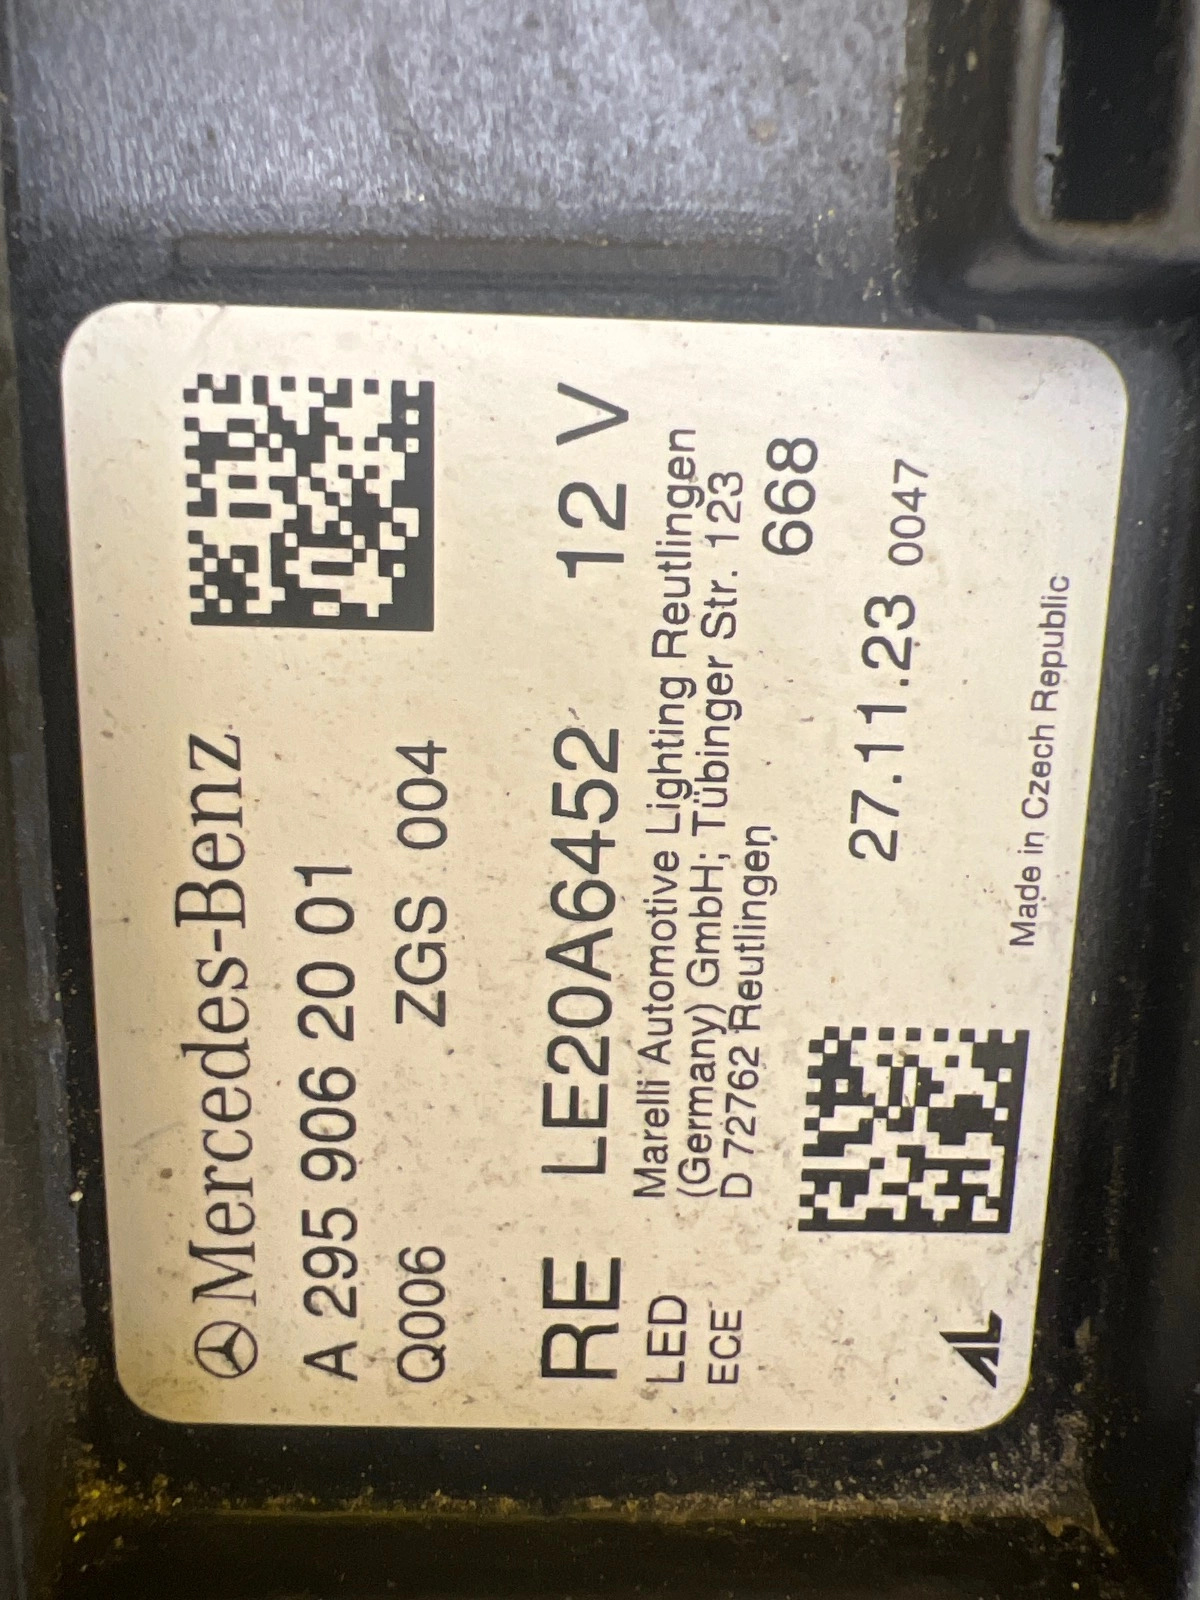 Mercedes-Benz
A 295 906 20 01
Q006 ZGS 004
RE LE20A6452 12 V
LED Marelli Automotive Lighting Reutlingen
ECE (Germany) GmbH; Tübinger Str. 123
D 72762 Reutlingen 668
27.11.23 0047
AL Made in Czech Republic